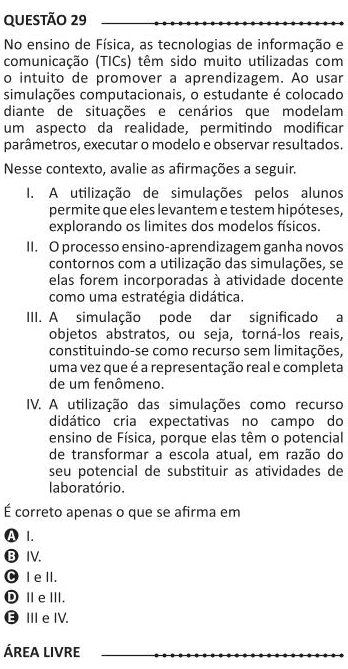 QUESTÃO 29
No ensino de Física, as tecnologias de informação e
comunicação (TICs) têm sido muito utilizadas com
o intuito de promover a aprendizagem. Ao usar
simulações computacionais, o estudante é colocado
diante de situações e cenários que modelam
um aspecto da realidade, permitindo modificar
parâmetros, executar o modelo e observar resultados.
Nesse contexto, avalie as afirmações a seguir.
I. A utilização de simulações pelos alunos
permite que eles levantem e testem hipóteses,
explorando os limites dos modelos físicos.
II. O processo ensino-aprendizagem ganha novos
contornos com a utilização das simulações, se
elas forem incorporadas à atividade docente
como uma estratégia didática.
III. A simulação pode dar significado a
objetos abstratos, ou seja, torná-los reais,
constituindo-se como recurso sem limitações,
uma vez que é a representação real e completa
de um fenômeno.
IV. A utilização das simulações como recurso
didático cria expectativas no campo do
ensino de Física, porque elas têm o potencial
de transformar a escola atual, em razão do
seu potencial de substituir as atividades de
laboratório.
É correto apenas o que se afirma em
A I.
B IV.
C I e II.
D II e III.
E III e IV.
ÁREA LIVRE